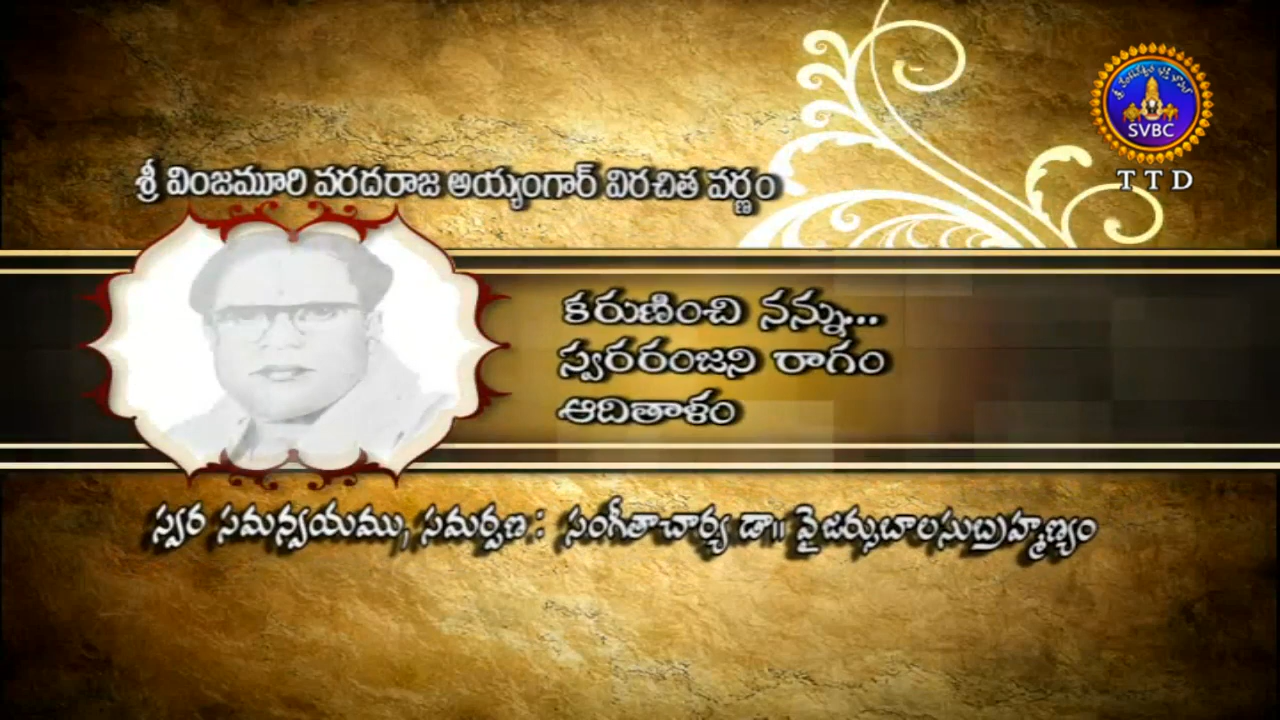 శ్రీ వింజమూరి వరదరాజ అయ్యంగార్ విరచిత వర్ణం
కరుణించి నన్ను...
స్వరరంజని రాగం
ఆదితాళం
స్వర సమన్వయము, సమర్పణ : సంగీతాచార్య డా॥ వైజర్సుబాలసుబ్రహ్మణ్యం
SVBC
TTD